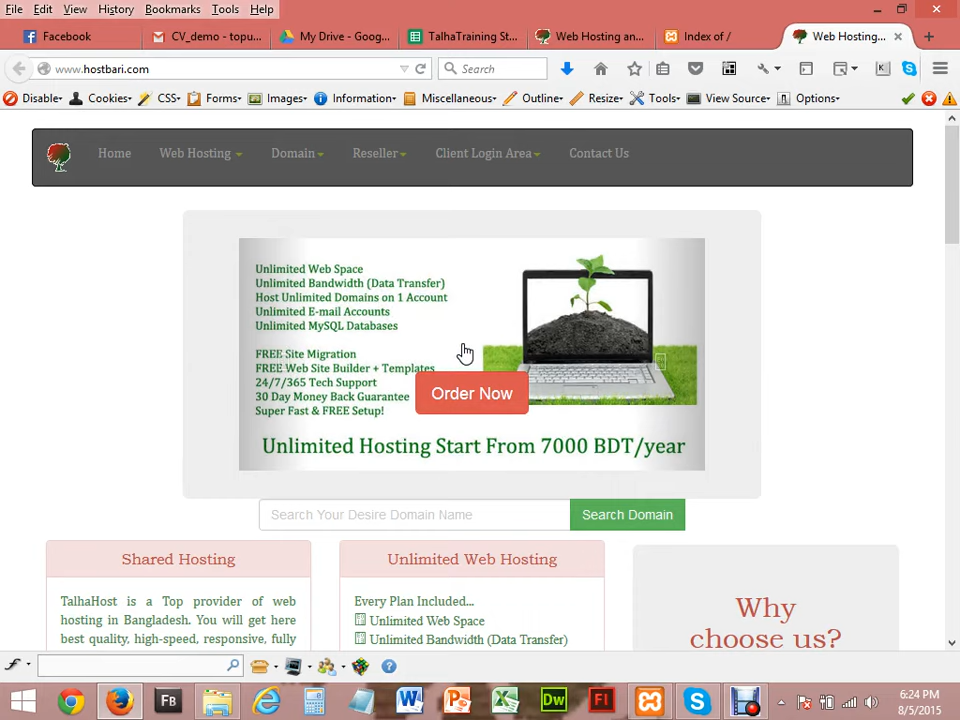 File Edit View History Bookmarks Tools Help
Facebook CV_demo - topu... My Drive - Goog... TalhaTraining St... Web Hosting an... Index of / Web Hosting...
www.hostbari.com Search
Disable Cookies CSS Forms Images Information Miscellaneous Outline Resize Tools View Source Options
Home Web Hosting Domain Reseller Client Login Area Contact Us
Unlimited Web Space
Unlimited Bandwidth (Data Transfer)
Host Unlimited Domains on 1 Account
Unlimited E-mail Accounts
Unlimited MySQL Databases
FREE Site Migration
FREE Web Site Builder + Templates
24/7/365 Tech Support
30 Day Money Back Guarantee
Super Fast & FREE Setup!
Order Now
Unlimited Hosting Start From 7000 BDT/year
Search Your Desire Domain Name Search Domain
Shared Hosting
TalhaHost is a Top provider of web
hosting in Bangladesh. You will get here
best quality, high-speed, responsive, fully
Unlimited Web Hosting
Every Plan Included...
Unlimited Web Space
Unlimited Bandwidth (Data Transfer)
Why
choose us?
6:24 PM
8/5/2015